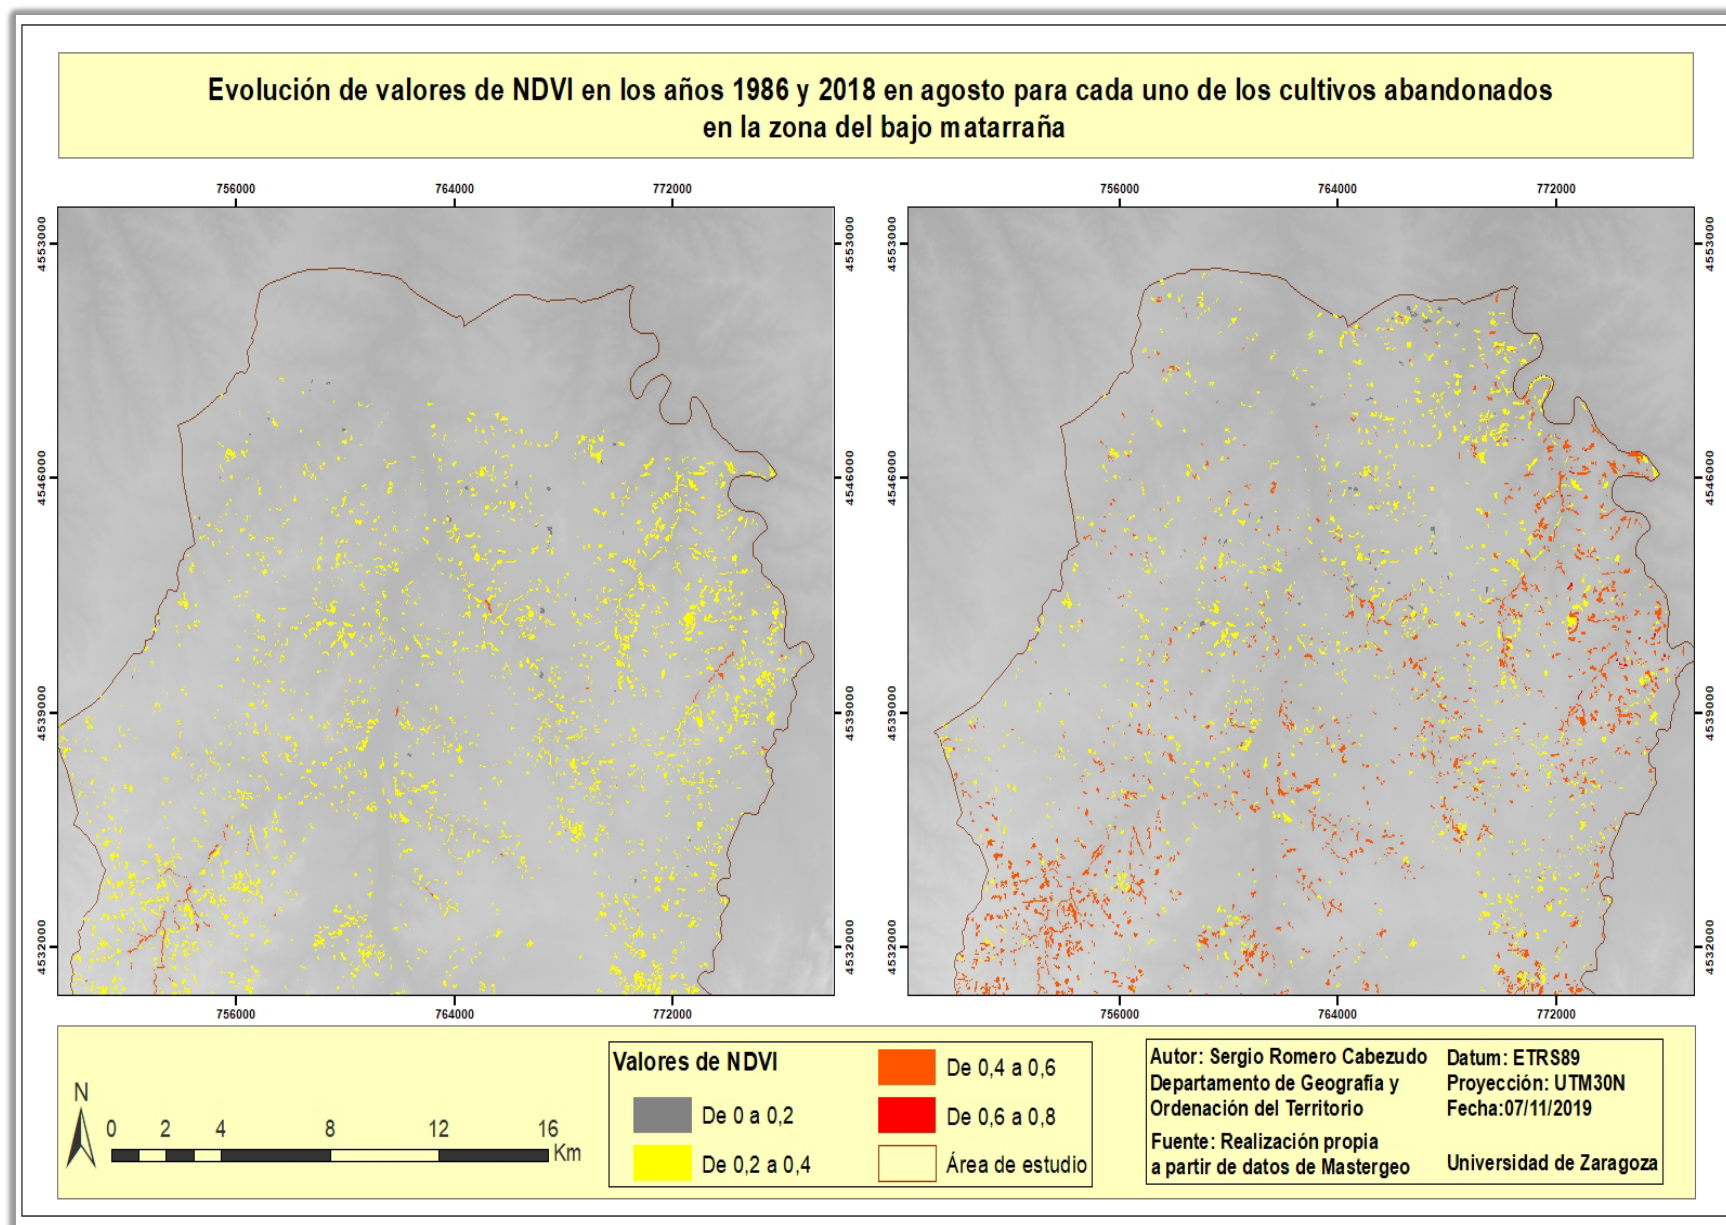 Evolución de valores de NDVI en los años 1986 y 2018 en agosto para cada uno de los cultivos abandonados
en la zona del bajo matarraña
756000 764000 772000
756000 764000 772000
4553000 4553000
4546000 4546000
4539000 4539000
4532000 4532000
4553000 4553000
4546000 4546000
4539000 4539000
4532000 4532000
756000 764000 772000
756000 764000 772000
N
0 2 4 8 12 16
Km
Valores de NDVI
De 0 a 0,2
De 0,2 a 0,4
De 0,4 a 0,6
De 0,6 a 0,8
Área de estudio
Autor: Sergio Romero Cabezudo
Departamento de Geografía y
Ordenación del Territorio
Fuente: Realización propia
a partir de datos de Mastergeo
Datum: ETRS89
Proyección: UTM30N
Fecha:07/11/2019
Universidad de Zaragoza